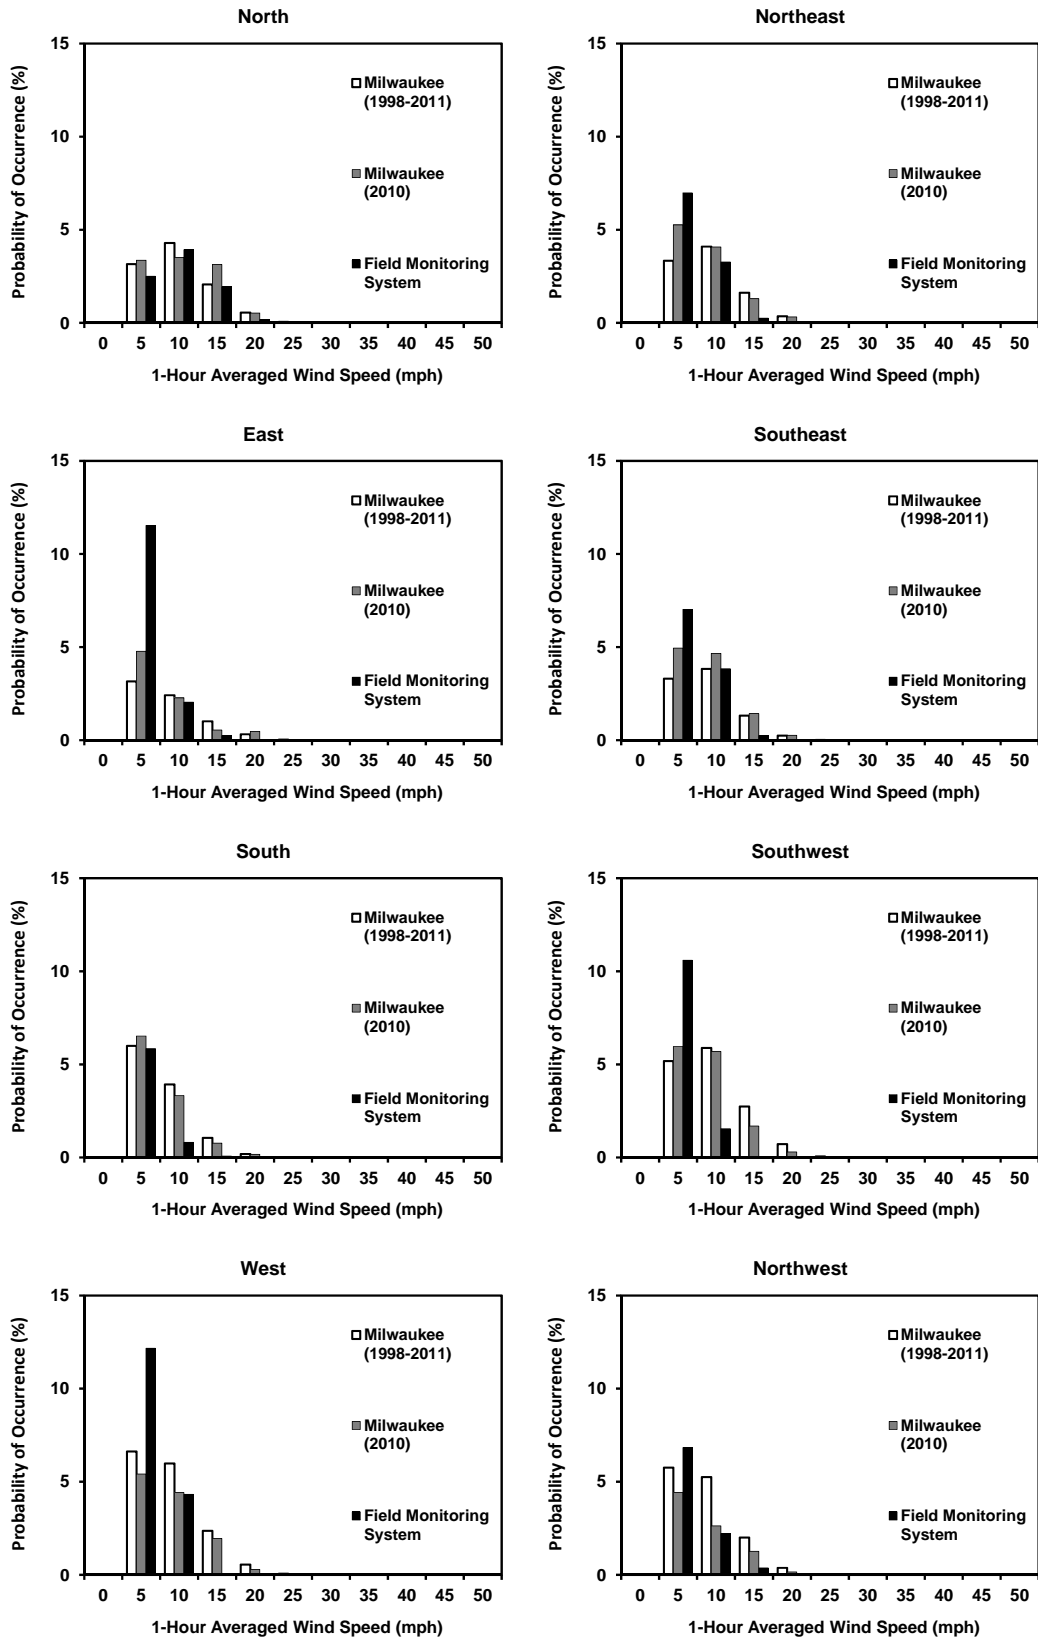 North
Probability of Occurrence (%)
15
10
5
0
Milwaukee
(1998-2011)
Milwaukee
(2010)
Field Monitoring
System
0 5 10 15 20 25 30 35 40 45 50
1-Hour Averaged Wind Speed (mph)
Northeast
Probability of Occurrence (%)
15
10
5
0
Milwaukee
(1998-2011)
Milwaukee
(2010)
Field Monitoring
System
0 5 10 15 20 25 30 35 40 45 50
1-Hour Averaged Wind Speed (mph)
East
Probability of Occurrence (%)
15
10
5
0
Milwaukee
(1998-2011)
Milwaukee
(2010)
Field Monitoring
System
0 5 10 15 20 25 30 35 40 45 50
1-Hour Averaged Wind Speed (mph)
Southeast
Probability of Occurrence (%)
15
10
5
0
Milwaukee
(1998-2011)
Milwaukee
(2010)
Field Monitoring
System
0 5 10 15 20 25 30 35 40 45 50
1-Hour Averaged Wind Speed (mph)
South
Probability of Occurrence (%)
15
10
5
0
Milwaukee
(1998-2011)
Milwaukee
(2010)
Field Monitoring
System
0 5 10 15 20 25 30 35 40 45 50
1-Hour Averaged Wind Speed (mph)
Southwest
Probability of Occurrence (%)
15
10
5
0
Milwaukee
(1998-2011)
Milwaukee
(2010)
Field Monitoring
System
0 5 10 15 20 25 30 35 40 45 50
1-Hour Averaged Wind Speed (mph)
West
Probability of Occurrence (%)
15
10
5
0
Milwaukee
(1998-2011)
Milwaukee
(2010)
Field Monitoring
System
0 5 10 15 20 25 30 35 40 45 50
1-Hour Averaged Wind Speed (mph)
Northwest
Probability of Occurrence (%)
15
10
5
0
Milwaukee
(1998-2011)
Milwaukee
(2010)
Field Monitoring
System
0 5 10 15 20 25 30 35 40 45 50
1-Hour Averaged Wind Speed (mph)